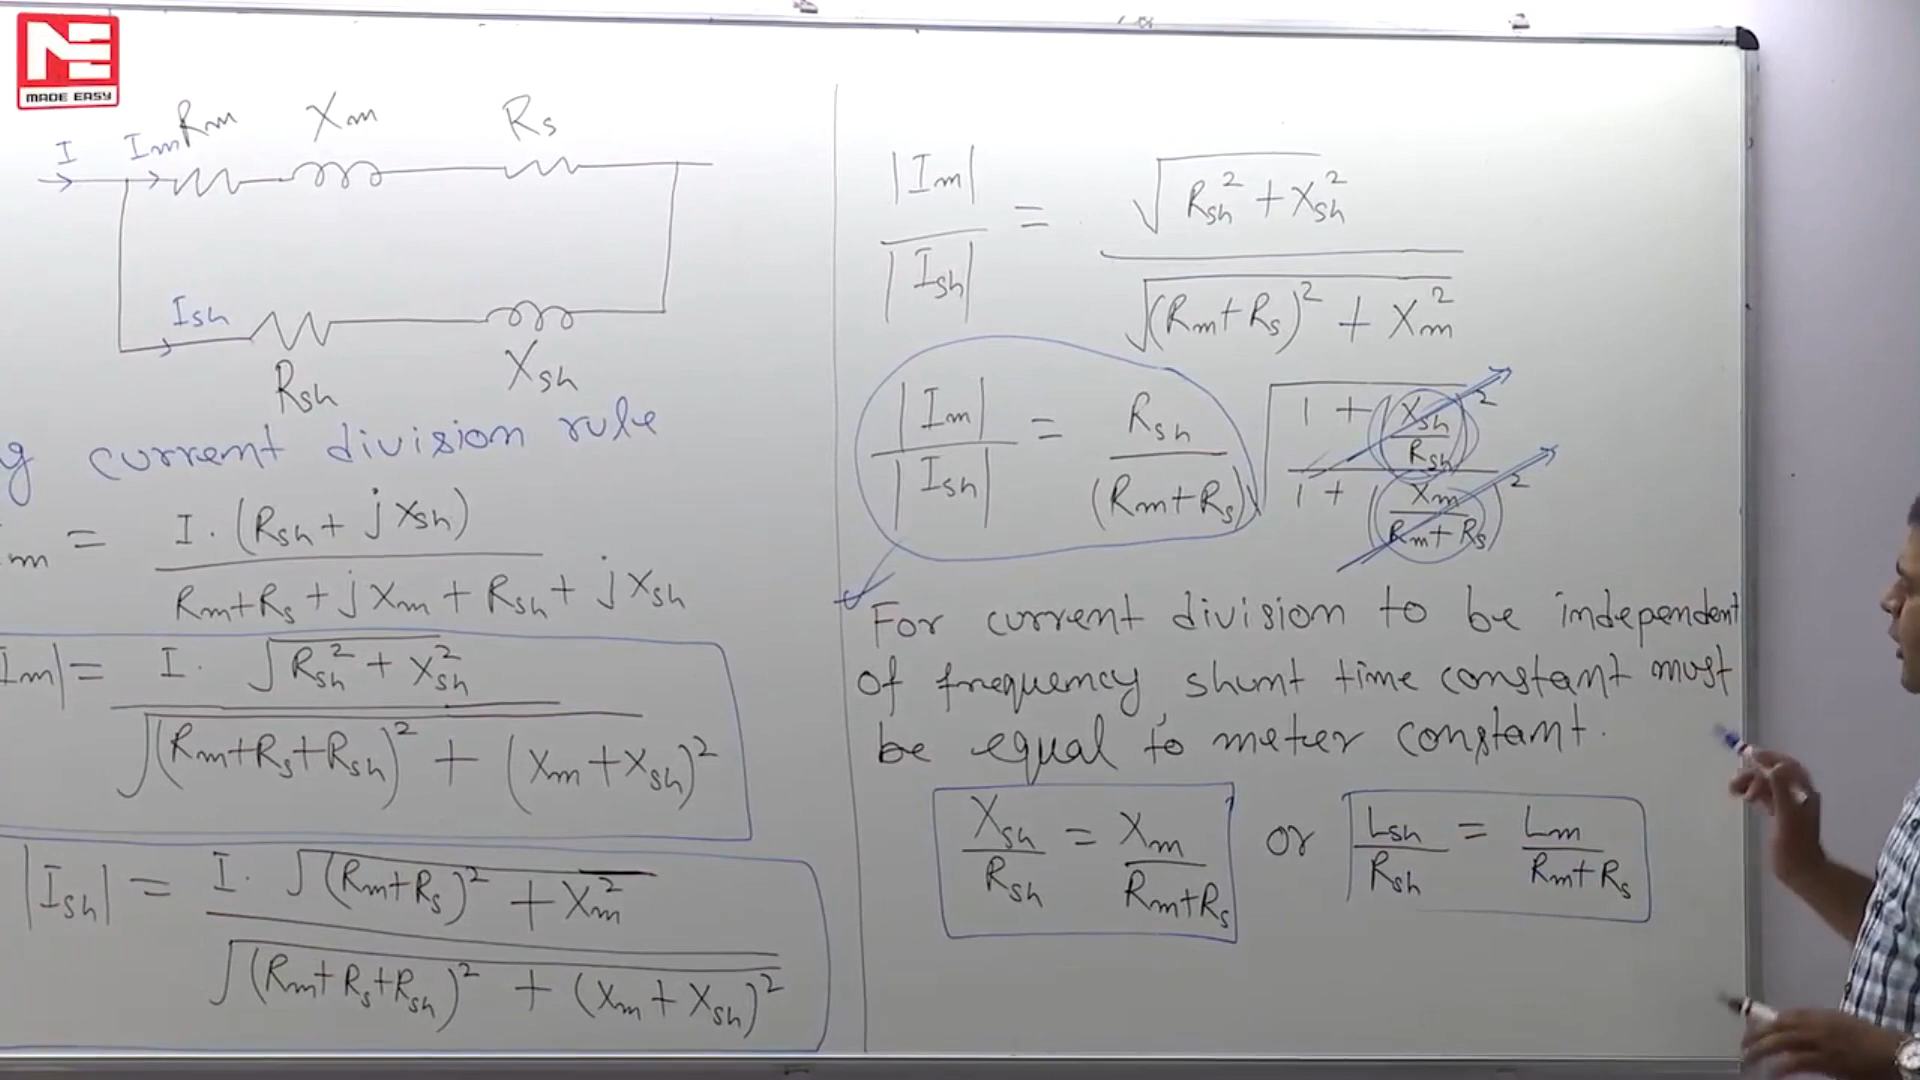 ME
MADE EASY
I Im Rm Xm Rs
Ish
Rsh Xsh
g current division rule
m = I. (Rsh + jXsh) / Rm+Rs + jXm + Rsh + jXsh
Im| = I. √Rsh² + Xsh² / √(Rm+Rs+Rsh)² + (Xm+Xsh)²
|Ish| = I. √(Rm+Rs)² + Xm² / √(Rm+Rs+Rsh)² + (Xm+Xsh)²
|Im| / |Ish| = √Rsh² + Xsh² / √(Rm+Rs)² + Xm²
|Im| / |Ish| = Rsh / (Rm+Rs) √1 + (Xsh/Rsh)² / 1 + (Xm/Rm+Rs)²
For current division to be independent
of frequency shunt time constant must
be equal to meter constant.
Xsh/Rsh = Xm/Rm+Rs or Lsh/Rsh = Lm/Rm+Rs